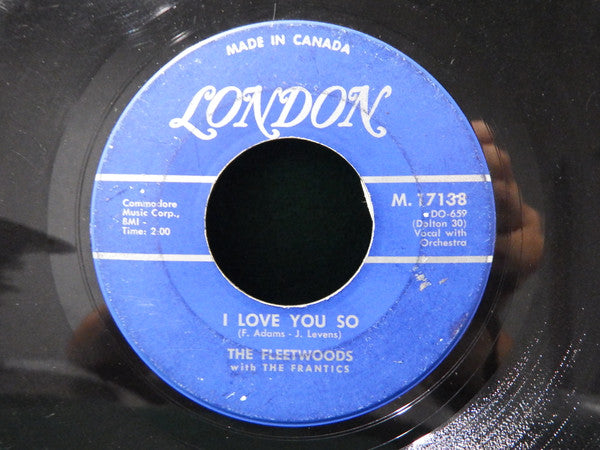 MADE IN CANADA
LONDON
Commodore
Music Corp.,
BMI -
Time: 2:00
M. 17138
DO-659
(Dolton 30)
Vocal with
Orchestra
I LOVE YOU SO
(F. Adams - J. Levens)
THE FLEETWOODS
with THE FRANTICS